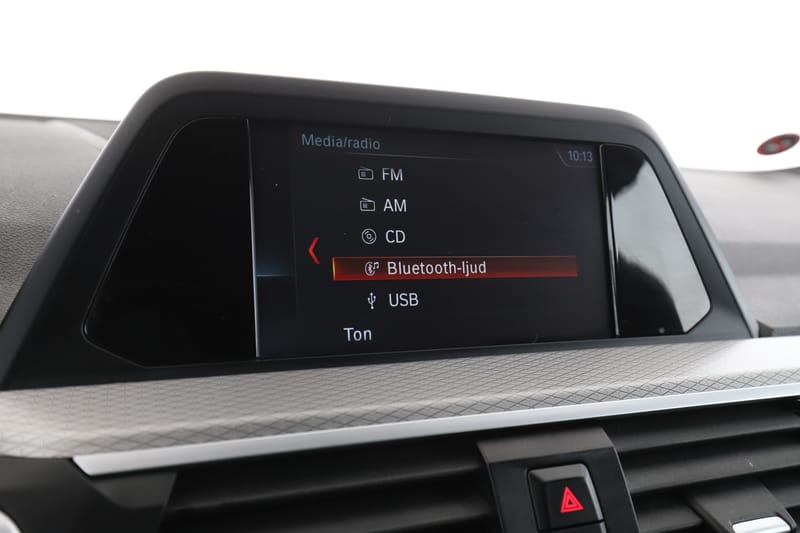 Media/radio
10:13
FM
AM
CD
Bluetooth-ljud
USB
Ton